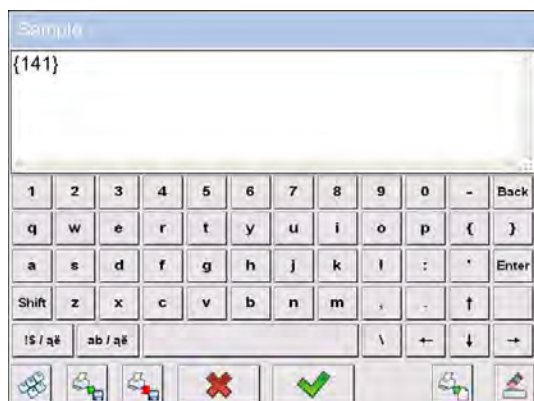 Sample
{141}
1 2 3 4 5 6 7 8 9 0 - Back
q w e r t y u i o p { }
a s d f g h j k l : ' Enter
Shift z x c v b n m , . ↑
!$ / ąë ab / ąë \ ← ↓ →